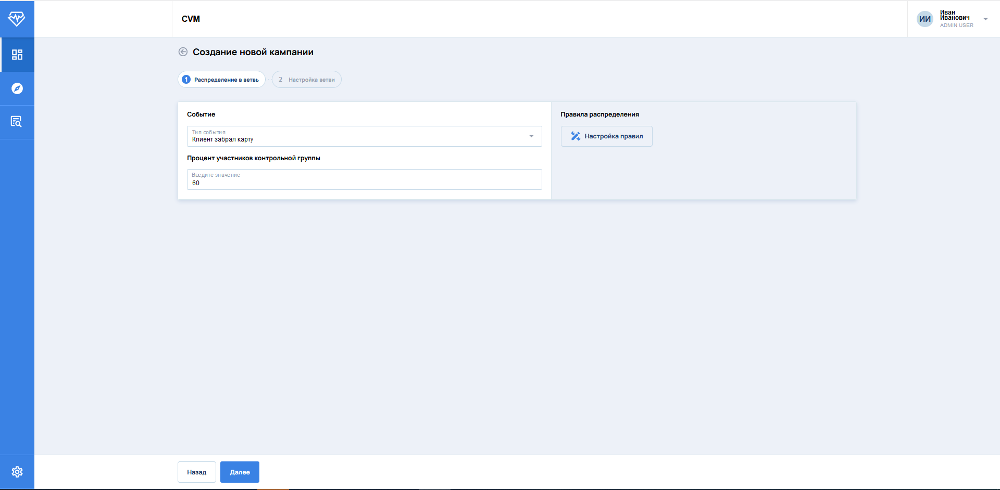 CVM
ИИ
Иван
Иванович
ADMIN USER
Создание новой кампании
1 Распределение в ветвь
2 Настройка ветви
Событие
Тип события
Клиент забрал карту
Процент участников контрольной группы
Введите значение
60
Правила распределения
Настройка правил
Назад
Далее